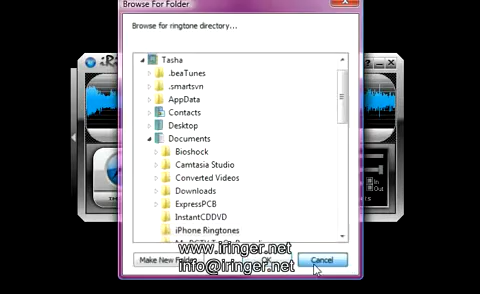 Browse For Folder
Browse for ringtone directory...
Tasha
.beaTunes
.smartsvn
AppData
Contacts
Desktop
Documents
Bioshock
Camtasia Studio
Converted Videos
Downloads
ExpressPCB
InstantCDDVD
iPhone Ringtones
www.iringer.net
Make New Folder
OK
Cancel
info@iringer.net
In
Out